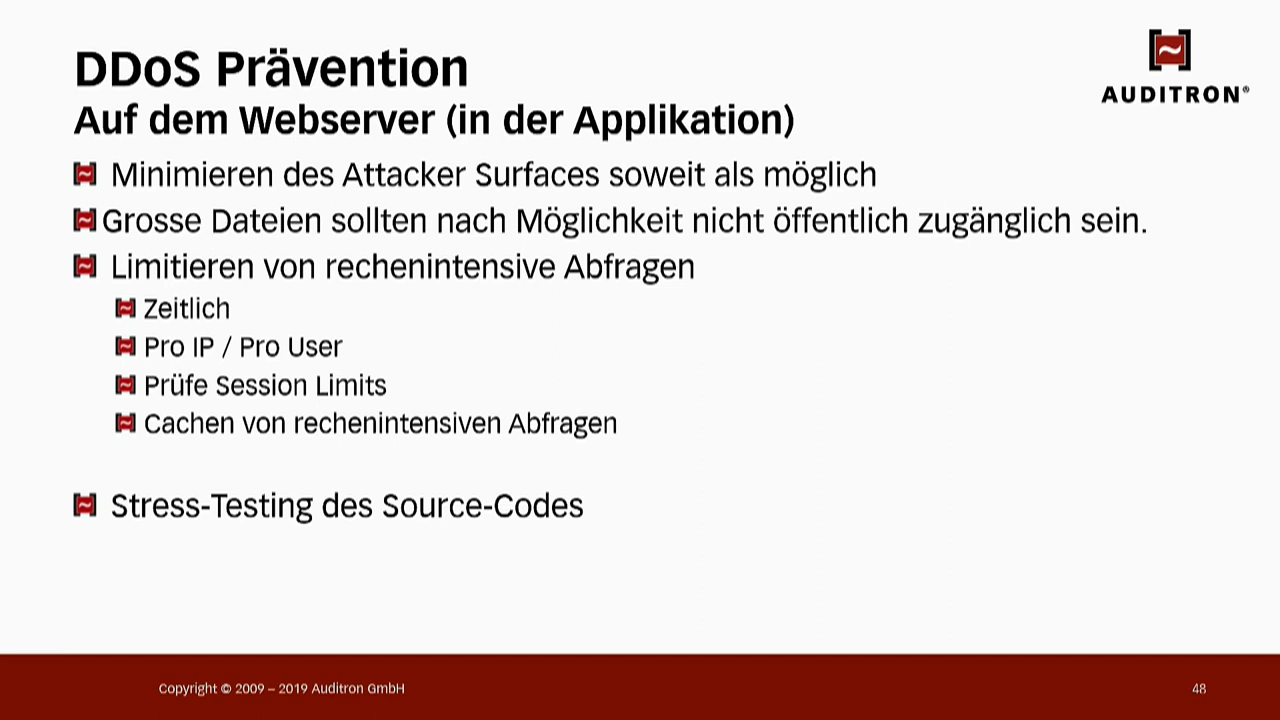 DDoS Prävention
Auf dem Webserver (in der Applikation)
AUDITRON®
Minimieren des Attacker Surfaces soweit als möglich
Grosse Dateien sollten nach Möglichkeit nicht öffentlich zugänglich sein.
Limitieren von rechenintensive Abfragen
Zeitlich
Pro IP / Pro User
Prüfe Session Limits
Cachen von rechenintensiven Abfragen
Stress-Testing des Source-Codes
Copyright © 2009 – 2019 Auditron GmbH
48